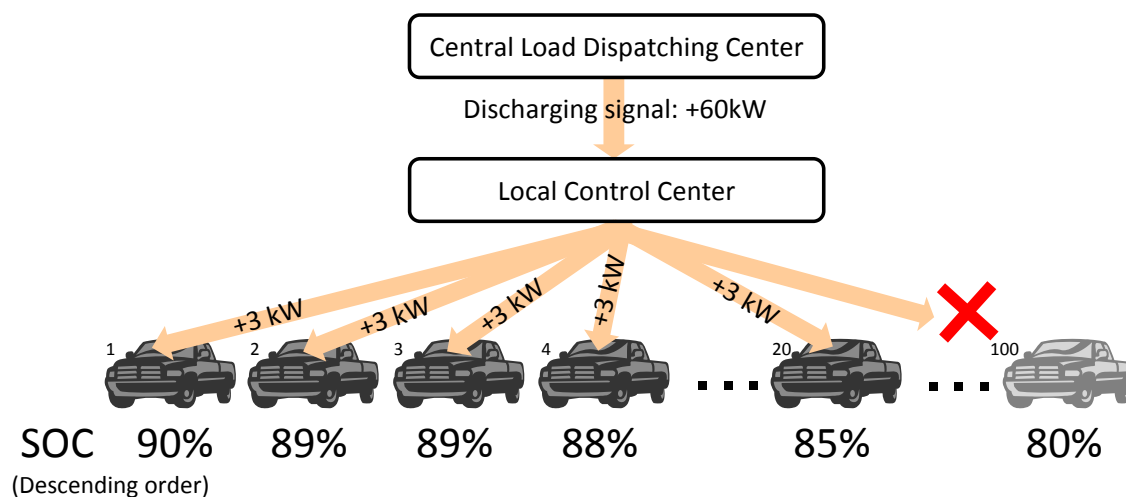 Central Load Dispatching Center
Discharging signal: +60kW
Local Control Center
+3 kW
+3 kW
+3 kW
+3 kW
+3 kW
1
2
3
4
20
100
SOC 90% 89% 89% 88% 85% 80%
(Descending order)